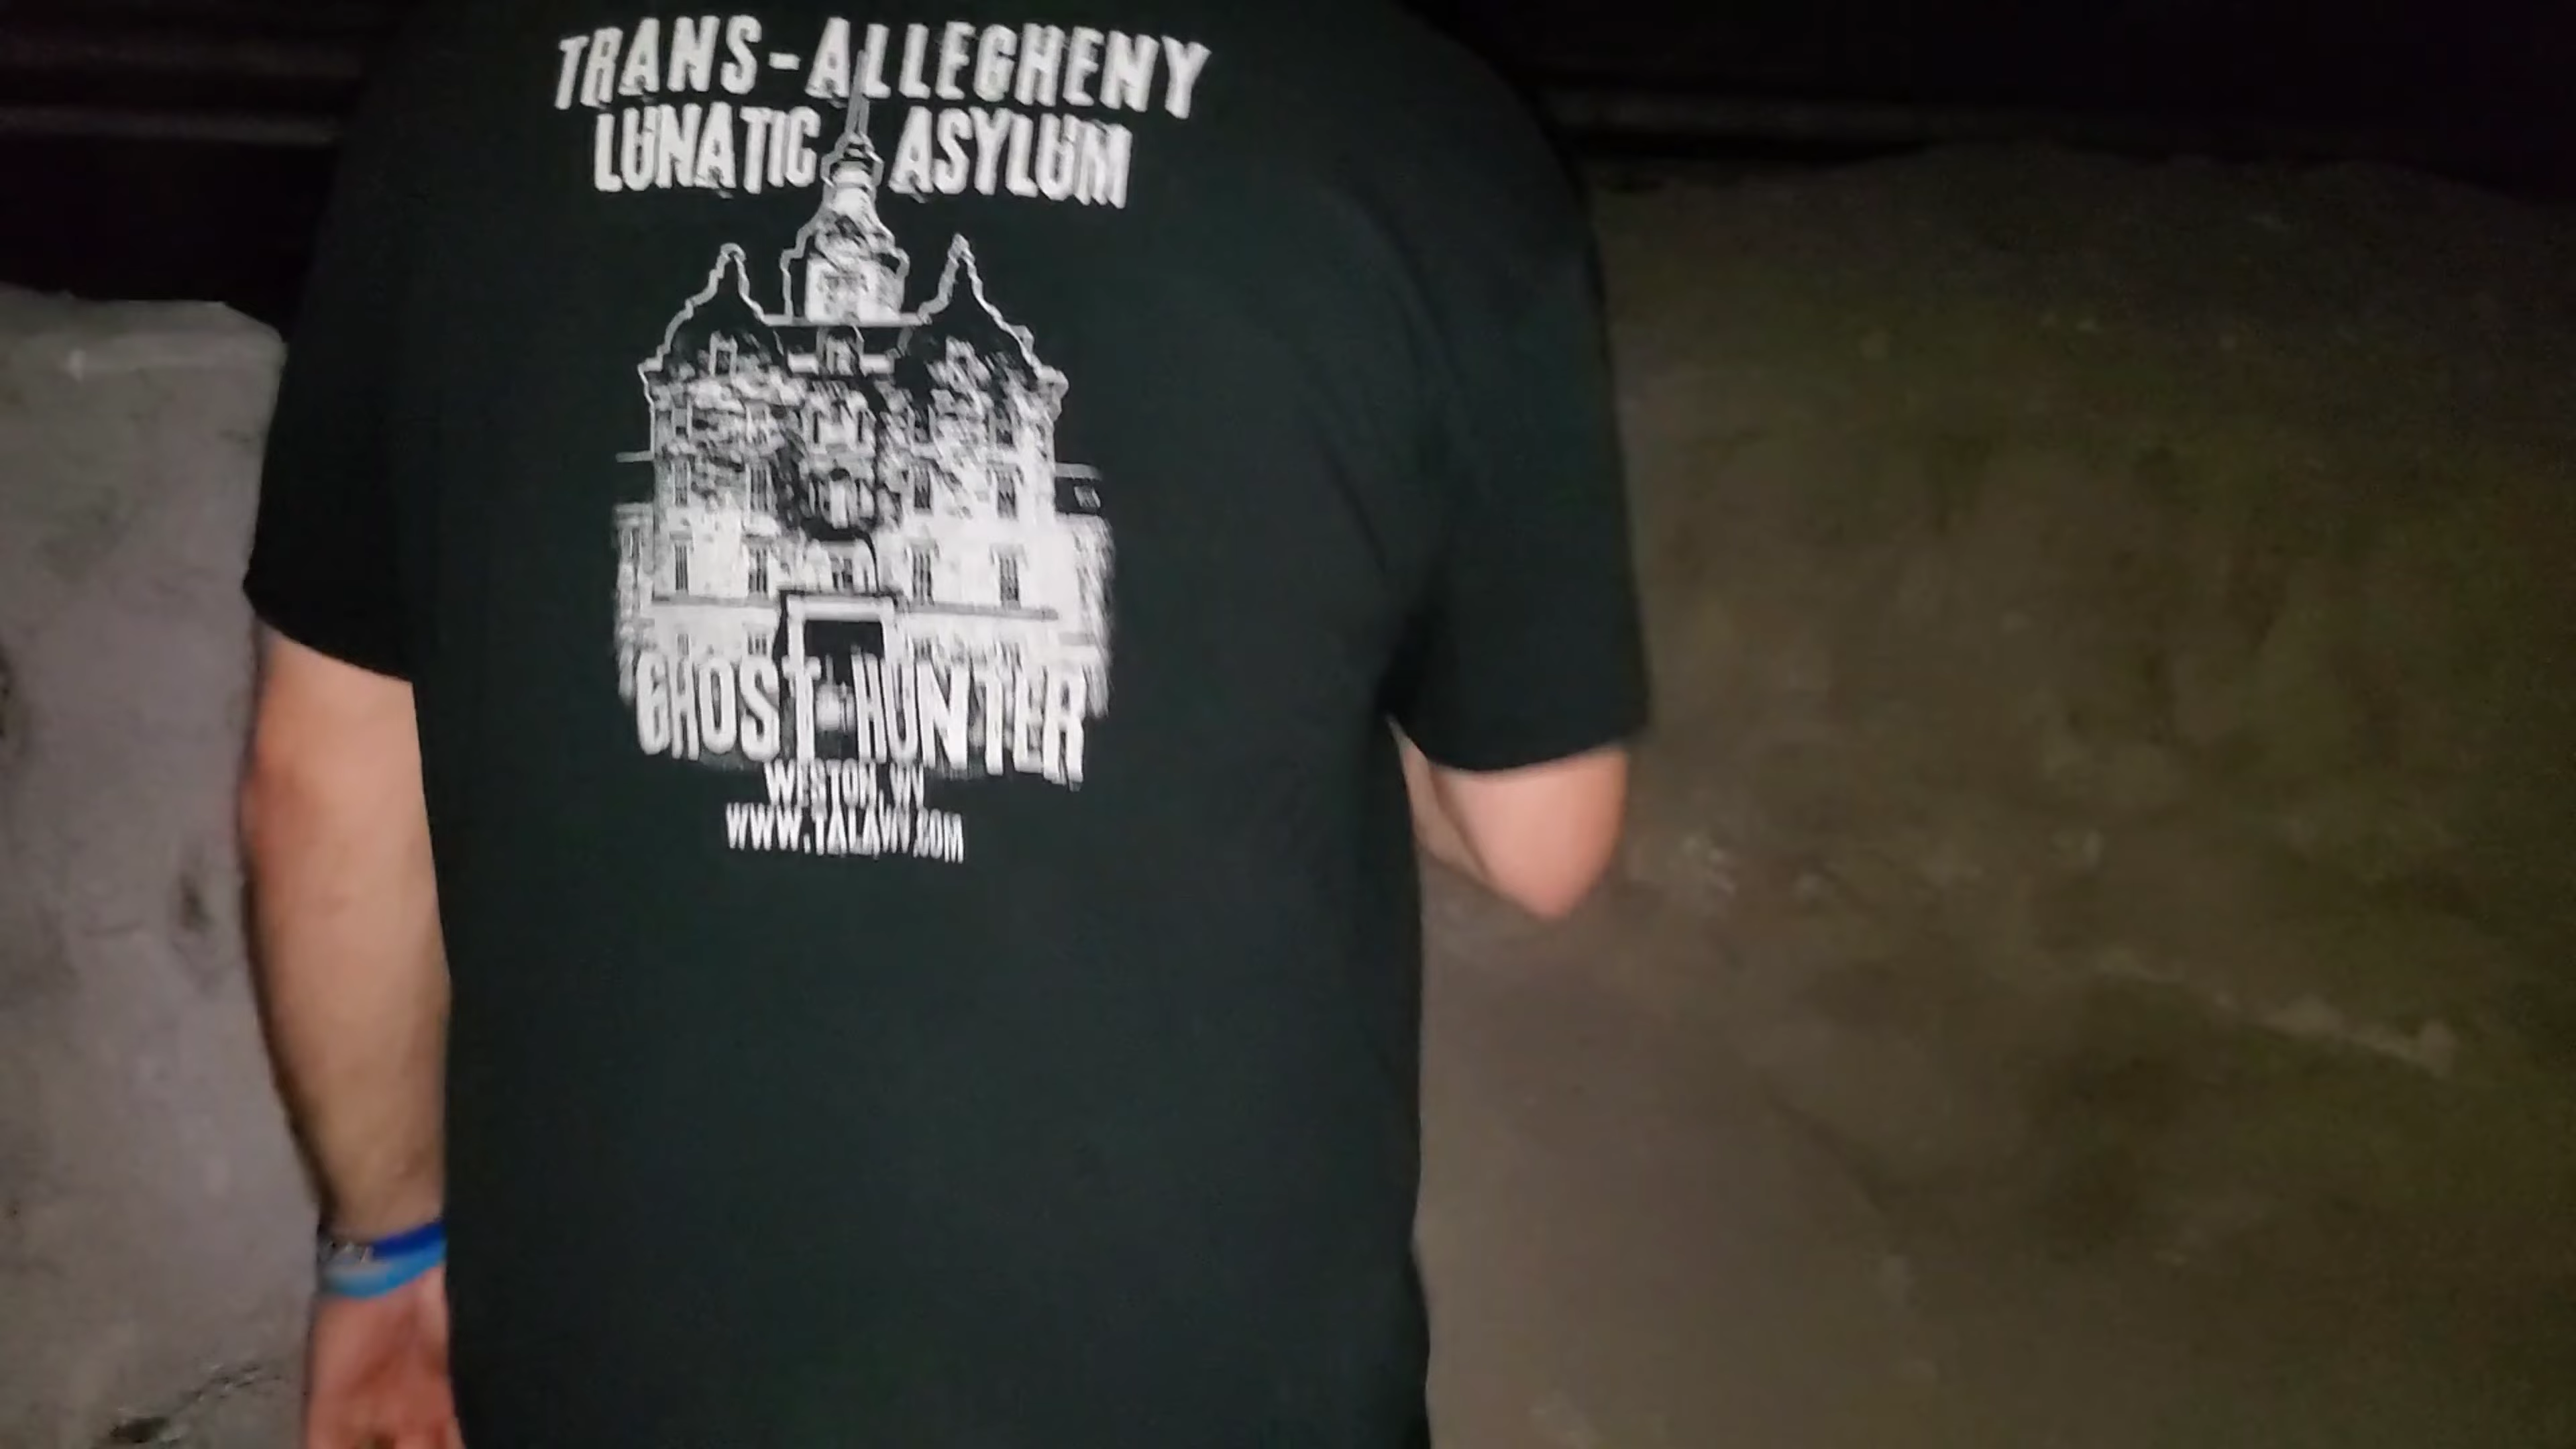 TRANS-ALLEGHENY
LUNATIC ASYLUM
GHOST HUNTER
WESTON, WV
WWW.TALAWV.COM